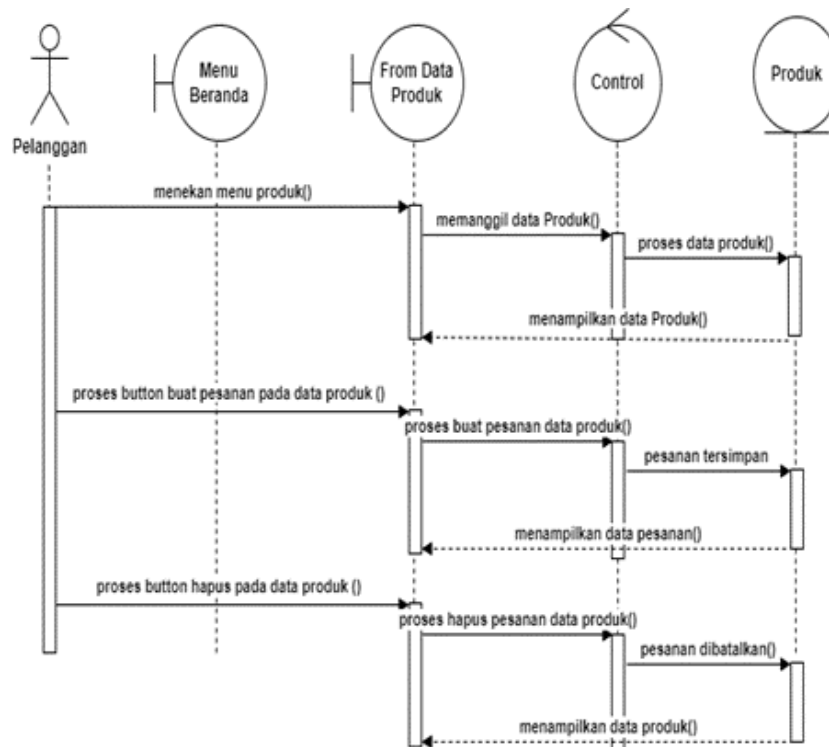 Menu
Beranda
From Data
Produk
Control
Produk
Pelanggan
menekan menu produk()
memanggil data Produk()
proses data produk()
menampilkan data Produk()
proses button buat pesanan pada data produk ()
proses buat pesanan data produk()
pesanan tersimpan
menampilkan data pesanan()
proses button hapus pada data produk ()
proses hapus pesanan data produk()
pesanan dibatalkan()
menampilkan data produk()